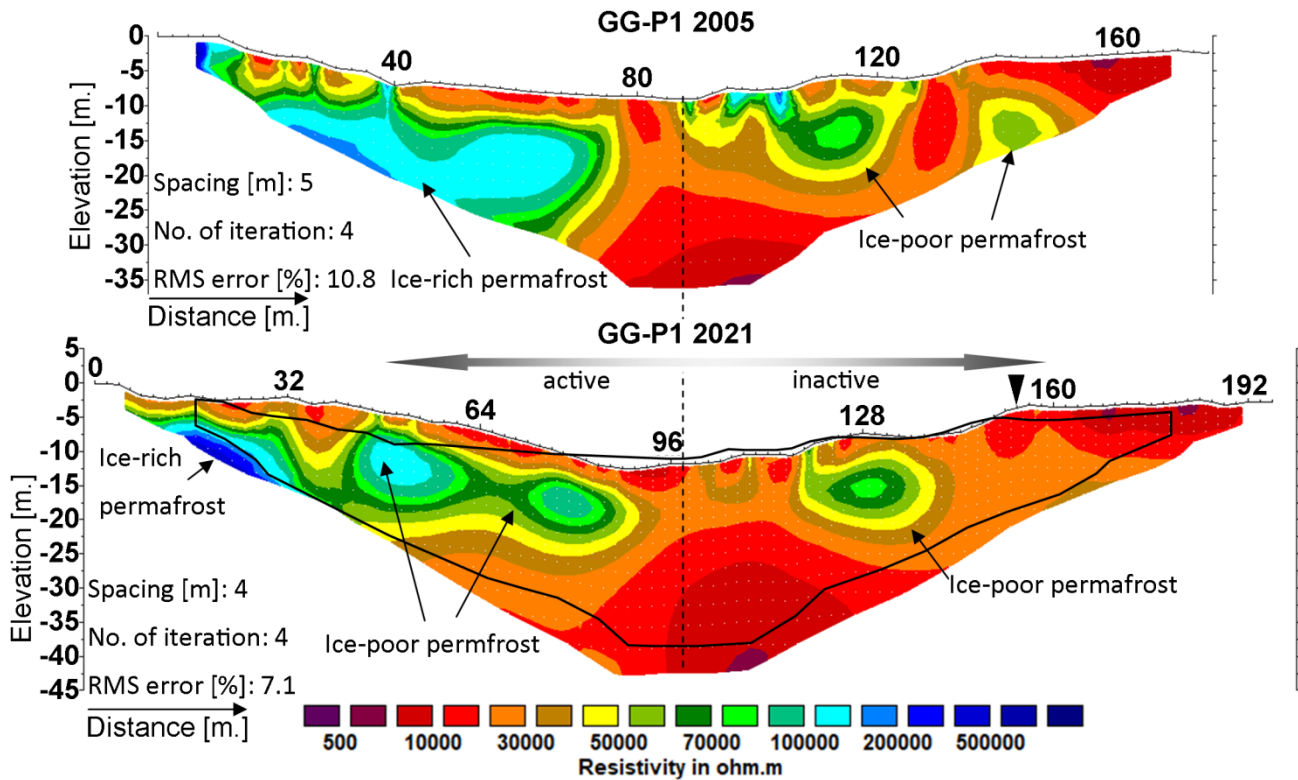 GG-P1 2005
0
-5
-10
-15
-20
-25
-30
-35
Elevation [m.]
40
80
120
160
Spacing [m]: 5
No. of iteration: 4
RMS error [%]: 10.8
Distance [m.]
Ice-rich permafrost
Ice-poor permafrost
GG-P1 2021
active
inactive
5
0
-5
-10
-15
-20
-25
-30
-35
-40
-45
Elevation [m.]
0
32
64
96
128
160
192
Ice-rich
permafrost
Spacing [m]: 4
No. of iteration: 4
RMS error [%]: 7.1
Distance [m.]
Ice-poor permfrost
Ice-poor permafrost
500 10000 30000 50000 70000 100000 200000 500000
Resistivity in ohm.m